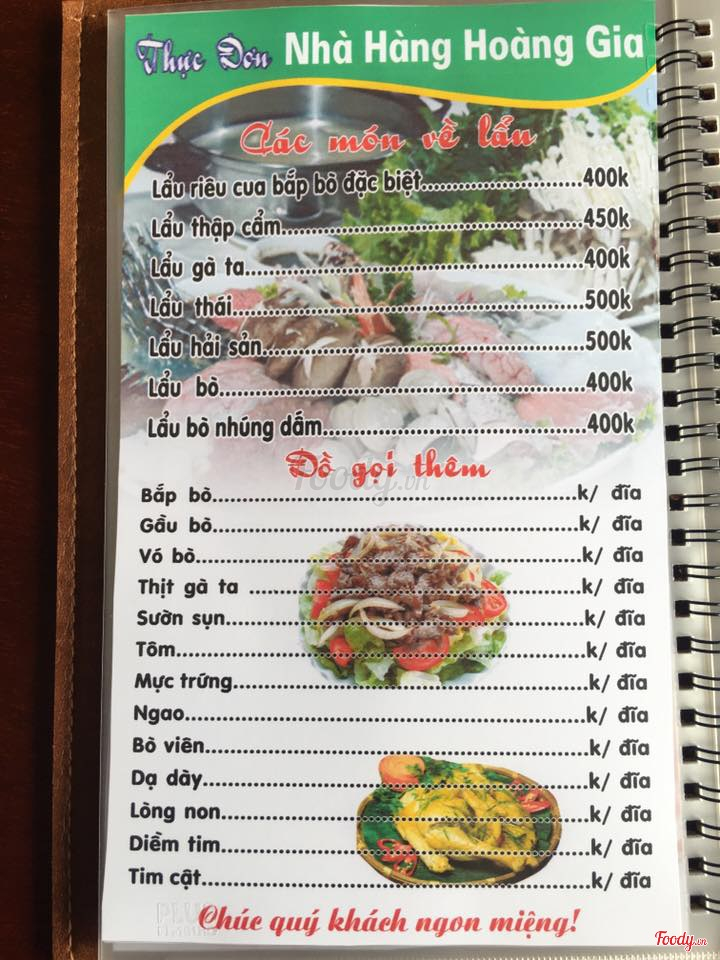 Thực Đơn Nhà Hàng Hoàng Gia
Các món về lẩu
Lẩu riêu cua bắp bò đặc biệt....................400k
Lẩu thập cẩm....................450k
Lẩu gà ta....................400k
Lẩu thái....................500k
Lẩu hải sản....................500k
Lẩu bò....................400k
Lẩu bò nhúng dấm....................400k
Đồ gọi thêm
Foody.vn
Bắp bò....................k/ đĩa
Gầu bò....................k/ đĩa
Vó bò....................k/ đĩa
Thịt gà ta ....................k/ đĩa
Sườn sụn....................k/ đĩa
Tôm....................k/ đĩa
Mực trứng....................k/ đĩa
Ngao....................k/ đĩa
Bò viên....................k/ đĩa
Dạ dày....................k/ đĩa
Lòng non....................k/ đĩa
Diềm tim....................k/ đĩa
Tim cật....................k/ đĩa
Chúc quý khách ngon miệng!
PLUS
Foody.vn